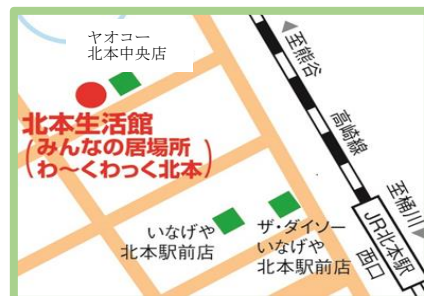 ヤオコー
北本中央店
至熊谷
高崎線
北本生活館
(みんなの居場所
わ〜くわっく北本)
いなげや
北本駅前店
ザ・ダイソー
いなげや
北本駅前店
至桶川
JR北本駅
西口